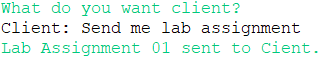 What do you want client?
Client: Send me lab assignment
Lab Assignment 01 sent to Cient.